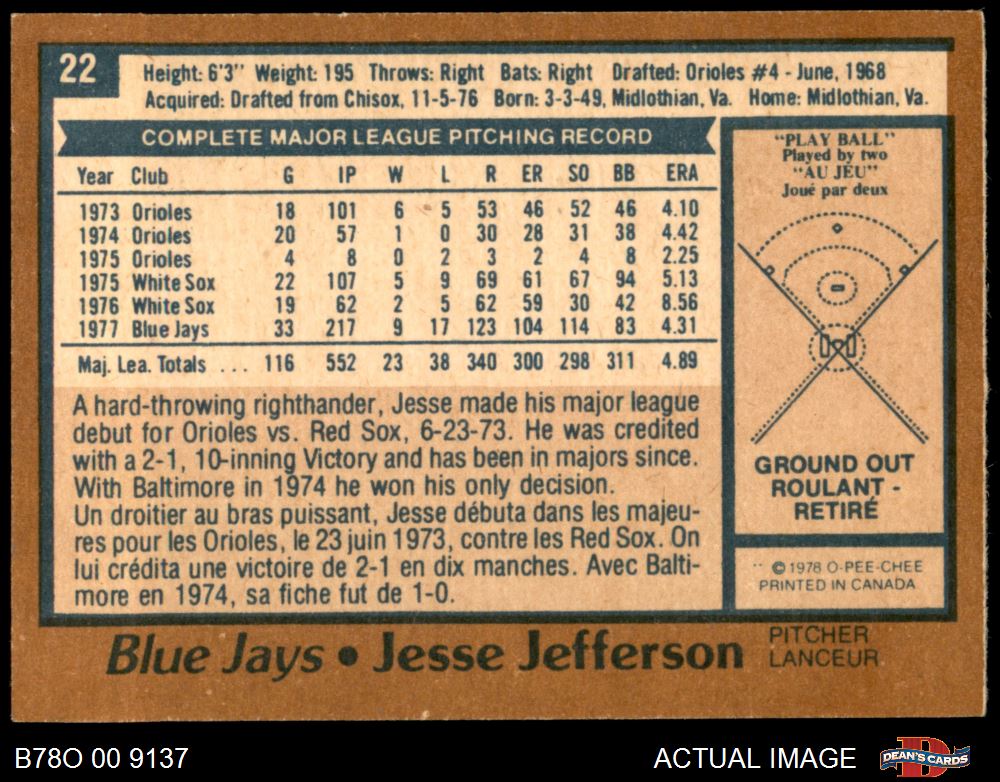 22
Height: 6'3" Weight: 195 Throws: Right Bats: Right Drafted: Orioles #4 - June, 1968
Acquired: Drafted from Chisox, 11-5-76 Born: 3-3-49, Midlothian, Va. Home: Midlothian, Va.
COMPLETE MAJOR LEAGUE PITCHING RECORD
Year Club G IP W L R ER SO BB ERA
1973 Orioles 18 101 6 5 53 46 52 46 4.10
1974 Orioles 20 57 1 0 30 28 31 38 4.42
1975 Orioles 4 8 0 2 3 2 4 8 2.25
1975 White Sox 22 107 5 9 69 61 67 94 5.13
1976 White Sox 19 62 2 5 62 59 30 42 8.56
1977 Blue Jays 33 217 9 17 123 104 114 83 4.31
Maj. Lea. Totals ... 116 552 23 38 340 300 298 311 4.89
A hard-throwing righthander, Jesse made his major league
debut for Orioles vs. Red Sox, 6-23-73. He was credited
with a 2-1, 10-inning Victory and has been in majors since.
With Baltimore in 1974 he won his only decision.
Un droitier au bras puissant, Jesse débuta dans les majeu-
res pour les Orioles, le 23 juin 1973, contre les Red Sox. On
lui crédita une victoire de 2-1 en dix manches. Avec Balti-
more en 1974, sa fiche fut de 1-0.
"PLAY BALL"
Played by two
"AU JEU"
Joué par deux
GROUND OUT
ROULANT -
RETIRÉ
© 1978 O-PEE-CHEE
PRINTED IN CANADA
Blue Jays • Jesse Jefferson
PITCHER
LANCEUR
B78O 00 9137
ACTUAL IMAGE
DEAN'S CARDS